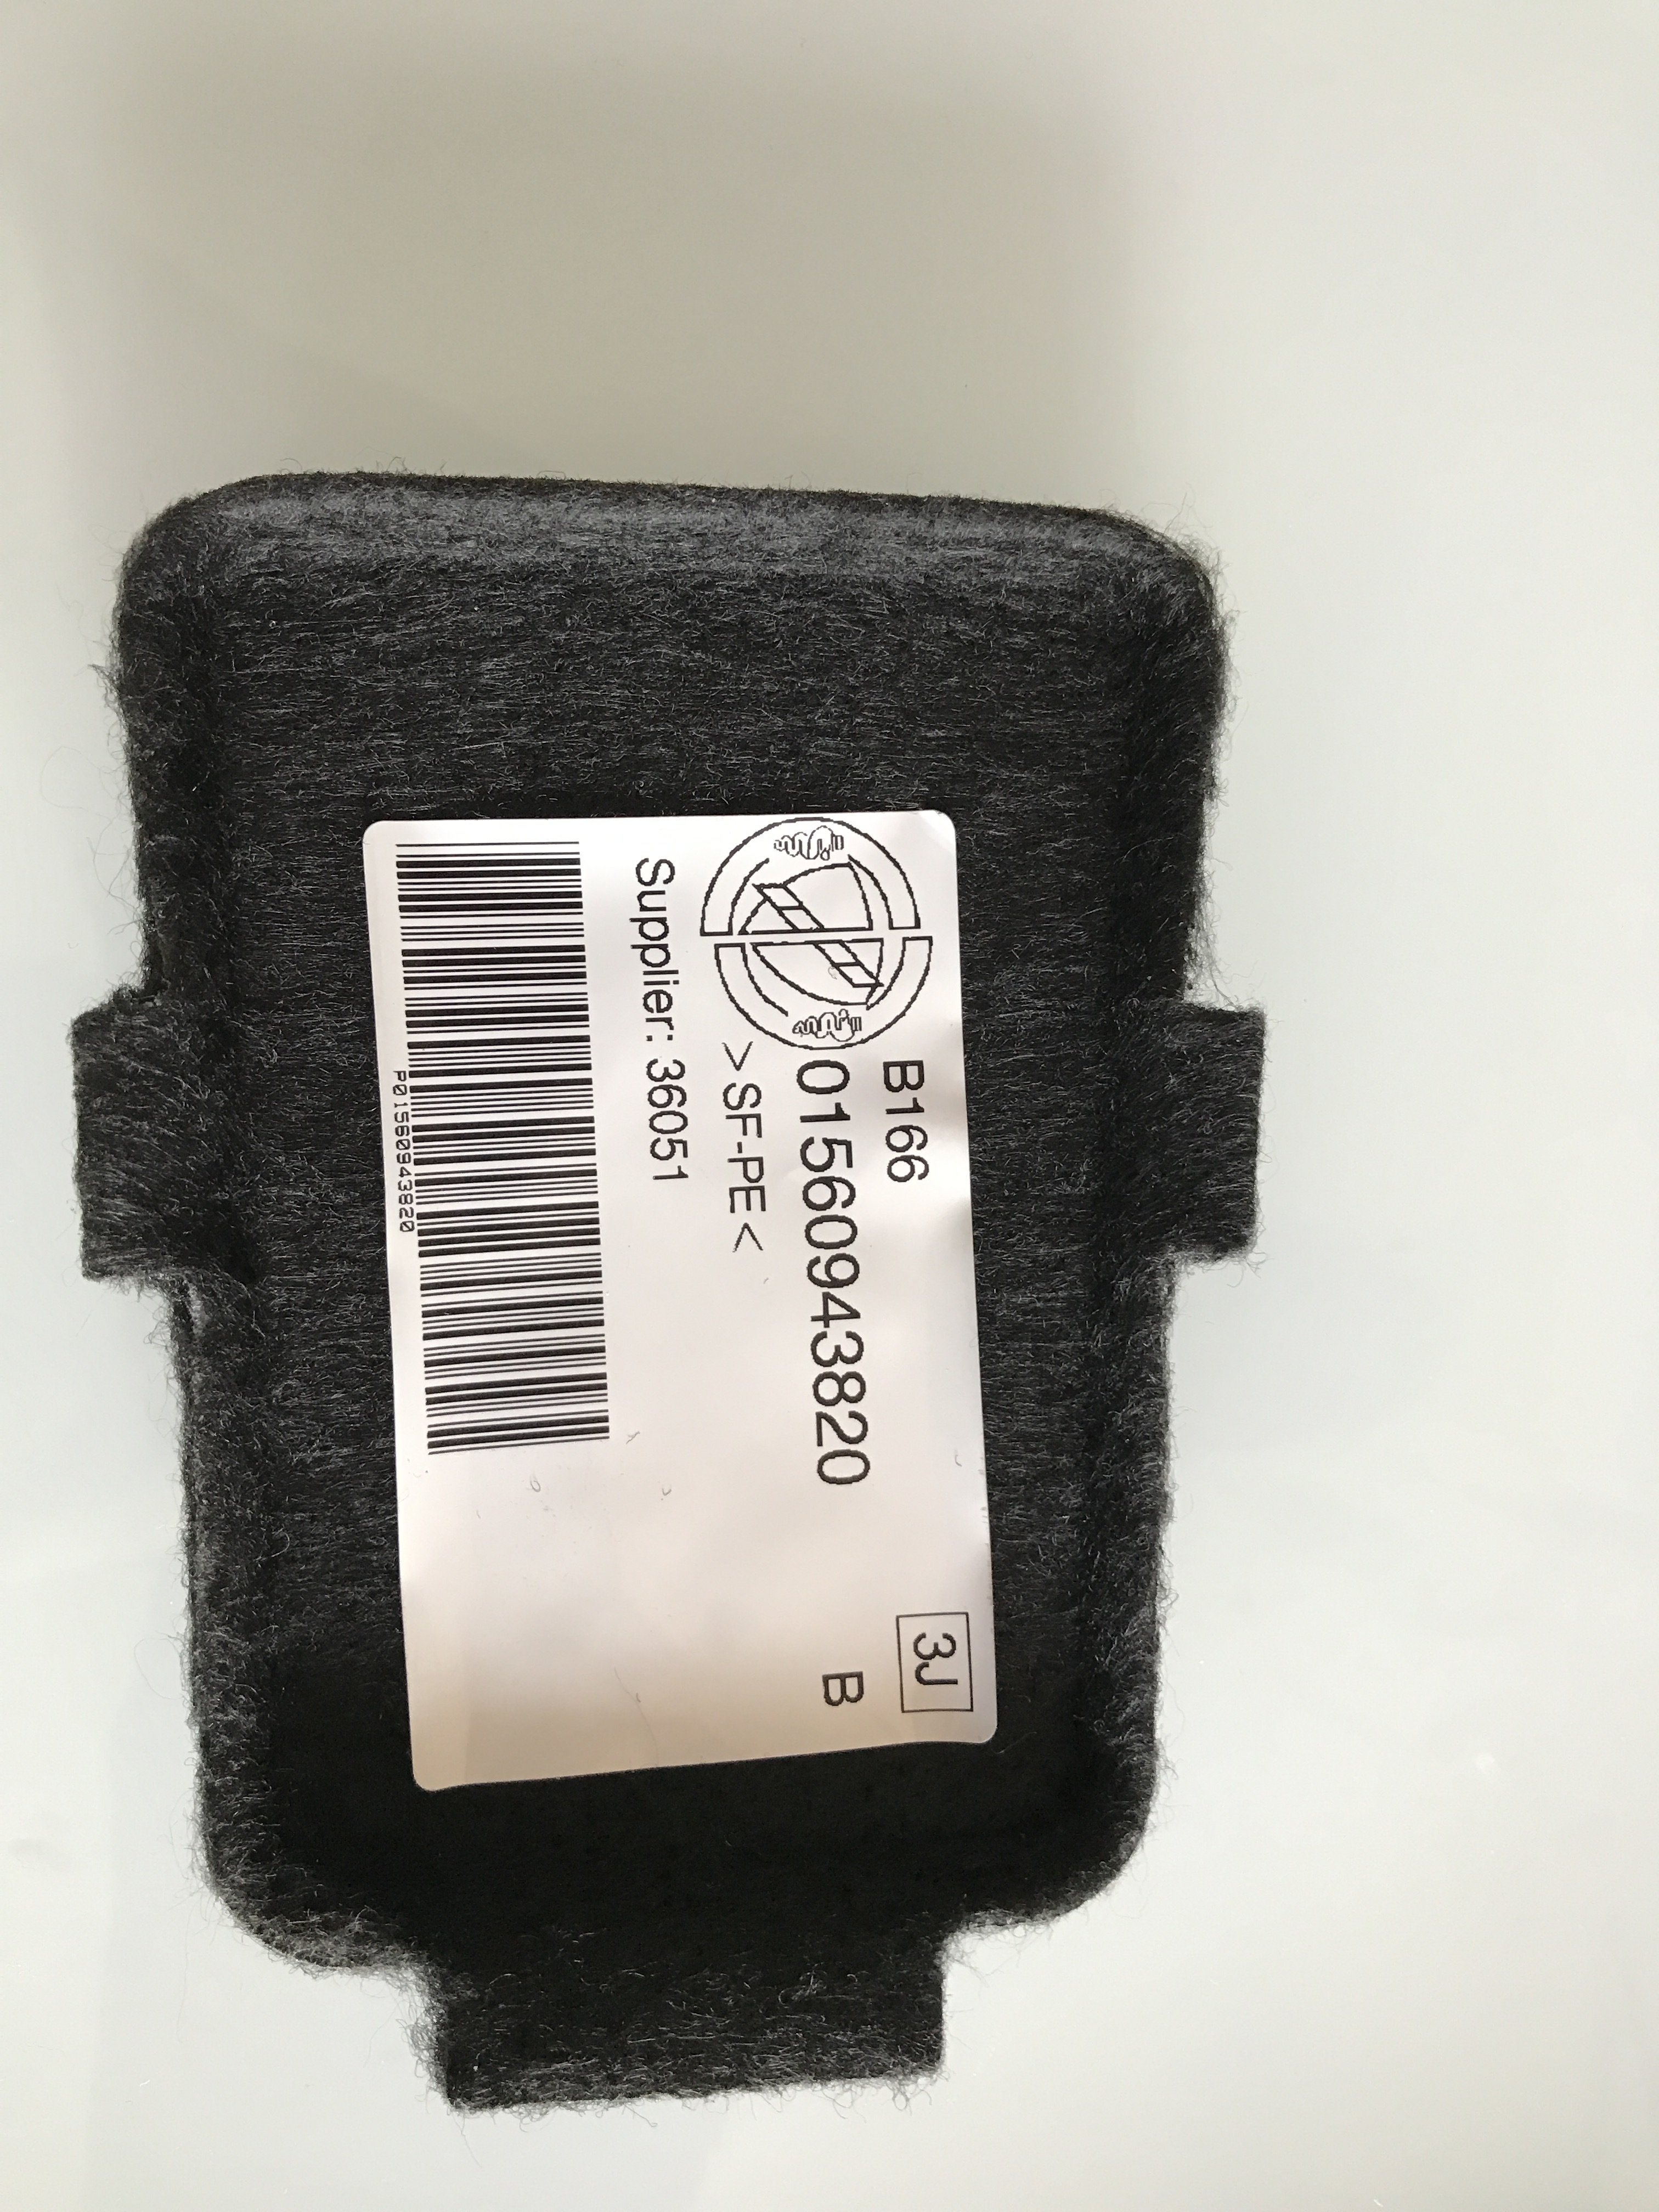 B166
3J
01560943820
B
>SF-PE<
Supplier: 36051
P01560943820